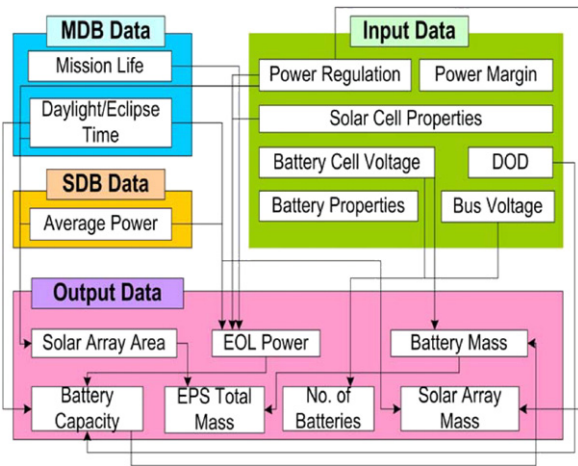 MDB Data
Mission Life
Daylight/Eclipse
Time
SDB Data
Average Power
Input Data
Power Regulation
Power Margin
Solar Cell Properties
Battery Cell Voltage
DOD
Battery Properties
Bus Voltage
Output Data
Solar Array Area
EOL Power
Battery Mass
Battery
Capacity
EPS Total
Mass
No. of
Batteries
Solar Array
Mass